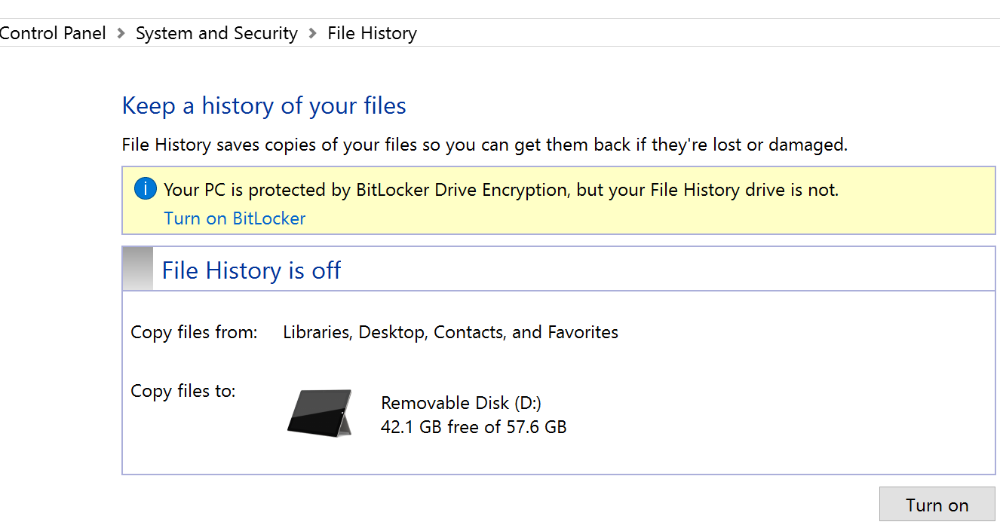 Control Panel > System and Security > File History
Keep a history of your files
File History saves copies of your files so you can get them back if they're lost or damaged.
i Your PC is protected by BitLocker Drive Encryption, but your File History drive is not.
Turn on BitLocker
File History is off
Copy files from: Libraries, Desktop, Contacts, and Favorites
Copy files to:
Removable Disk (D:)
42.1 GB free of 57.6 GB
Turn on